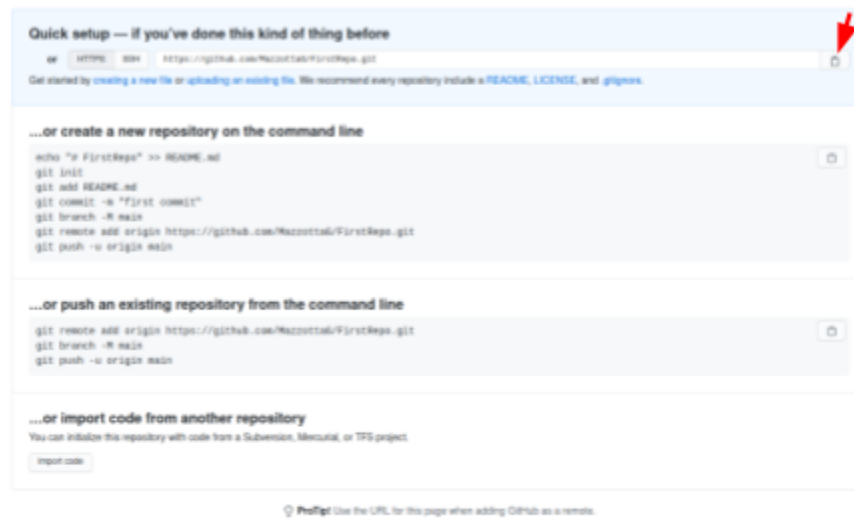 Quick setup — if you've done this kind of thing before
or HTTPS SSH https://github.com/MazzottaG/FirstRepo.git
Get started by creating a new file or uploading an existing file. We recommend every repository include a README, LICENSE, and .gitignore.
...or create a new repository on the command line
echo "# FirstRepo" >> README.md
git init
git add README.md
git commit -m "first commit"
git branch -M main
git remote add origin https://github.com/MazzottaG/FirstRepo.git
git push -u origin main
...or push an existing repository from the command line
git remote add origin https://github.com/MazzottaG/FirstRepo.git
git branch -M main
git push -u origin main
...or import code from another repository
You can initialize this repository with code from a Subversion, Mercurial, or TFS project.
Import code
ProTip! Use the URL for this page when adding GitHub as a remote.